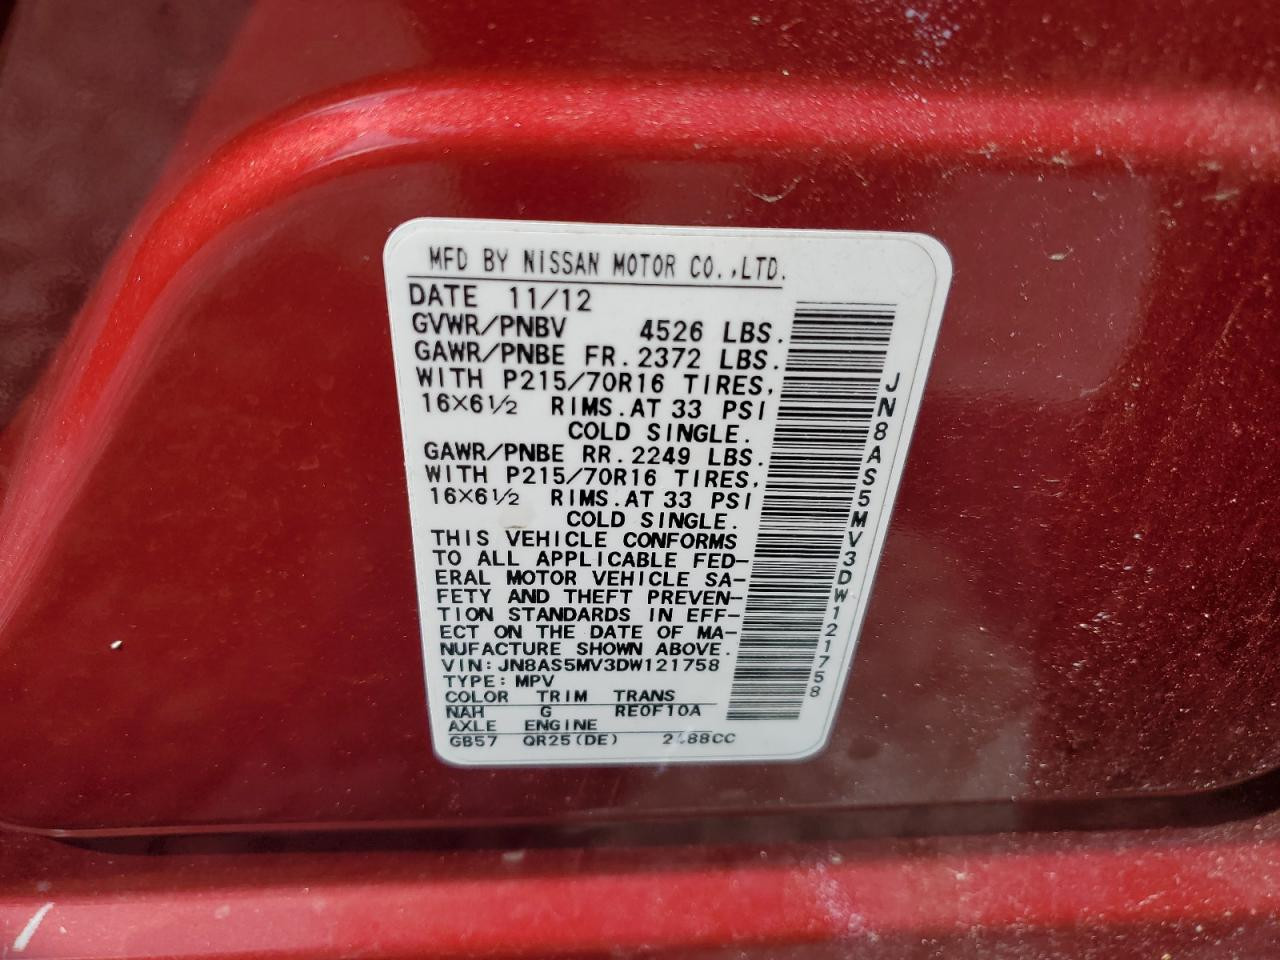 MFD BY NISSAN MOTOR CO.,LTD.
DATE 11/12
GVWR/PNBV 4526 LBS.
GAWR/PNBE FR. 2372 LBS.
WITH P215/70R16 TIRES,
16×6½ RIMS. AT 33 PSI
COLD SINGLE.
GAWR/PNBE RR. 2249 LBS.
WITH P215/70R16 TIRES,
16×6½ RIMS. AT 33 PSI
COLD SINGLE.
THIS VEHICLE CONFORMS
TO ALL APPLICABLE FED-
ERAL MOTOR VEHICLE SA-
FETY AND THEFT PREVEN-
TION STANDARDS IN EFF-
ECT ON THE DATE OF MA-
NUFACTURE SHOWN ABOVE.
VIN: JN8AS5MV3DW121758
TYPE: MPV
COLOR TRIM TRANS
NAH G RE0F10A
AXLE ENGINE
GB57 QR25(DE)
JN8AS5MV3DW121758